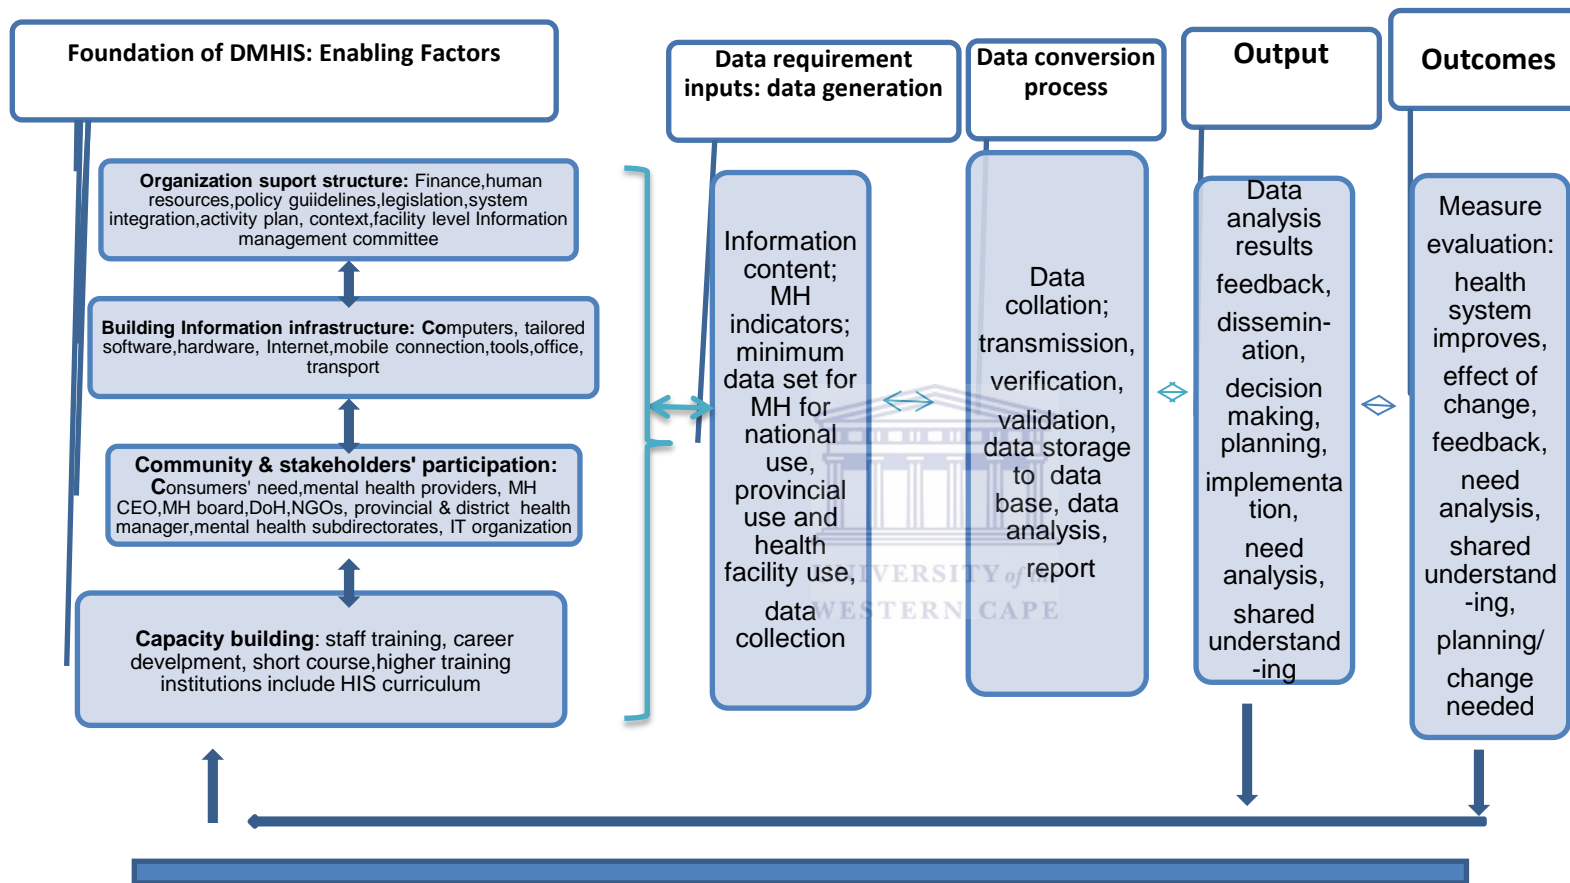 Foundation of DMHIS: Enabling Factors
Organization suport structure: Finance,human
resources,policy guiidelines,legislation,system
integration,activity plan, context,facility level Information
management committee
Building Information infrastructure: Computers, tailored
software,hardware, Internet,mobile connection,tools,office,
transport
Community & stakeholders' participation:
Consumers' need,mental health providers, MH
CEO,MH board,DoH,NGOs, provincial & district health
manager,mental health subdirectorates, IT organization
Capacity building: staff training, career
develpment, short course,higher training
institutions include HIS curriculum
Data requirement
inputs: data generation
Information
content;
MH
indicators;
minimum
data set for
MH for
national
use,
provincial
use and
health
facility use,
data
collection
Data conversion
process
Data
collation;
transmission,
verification,
validation,
data storage
to data
base, data
analysis,
report
Output
Data
analysis
results
feedback,
dissemin-
ation,
decision
making,
planning,
implementa
tion,
need
analysis,
shared
understand
-ing
Outcomes
Measure
evaluation:
health
system
improves,
effect of
change,
feedback,
need
analysis,
shared
understand
-ing,
planning/
change
needed
UNIVERSITY of the
WESTERN CAPE